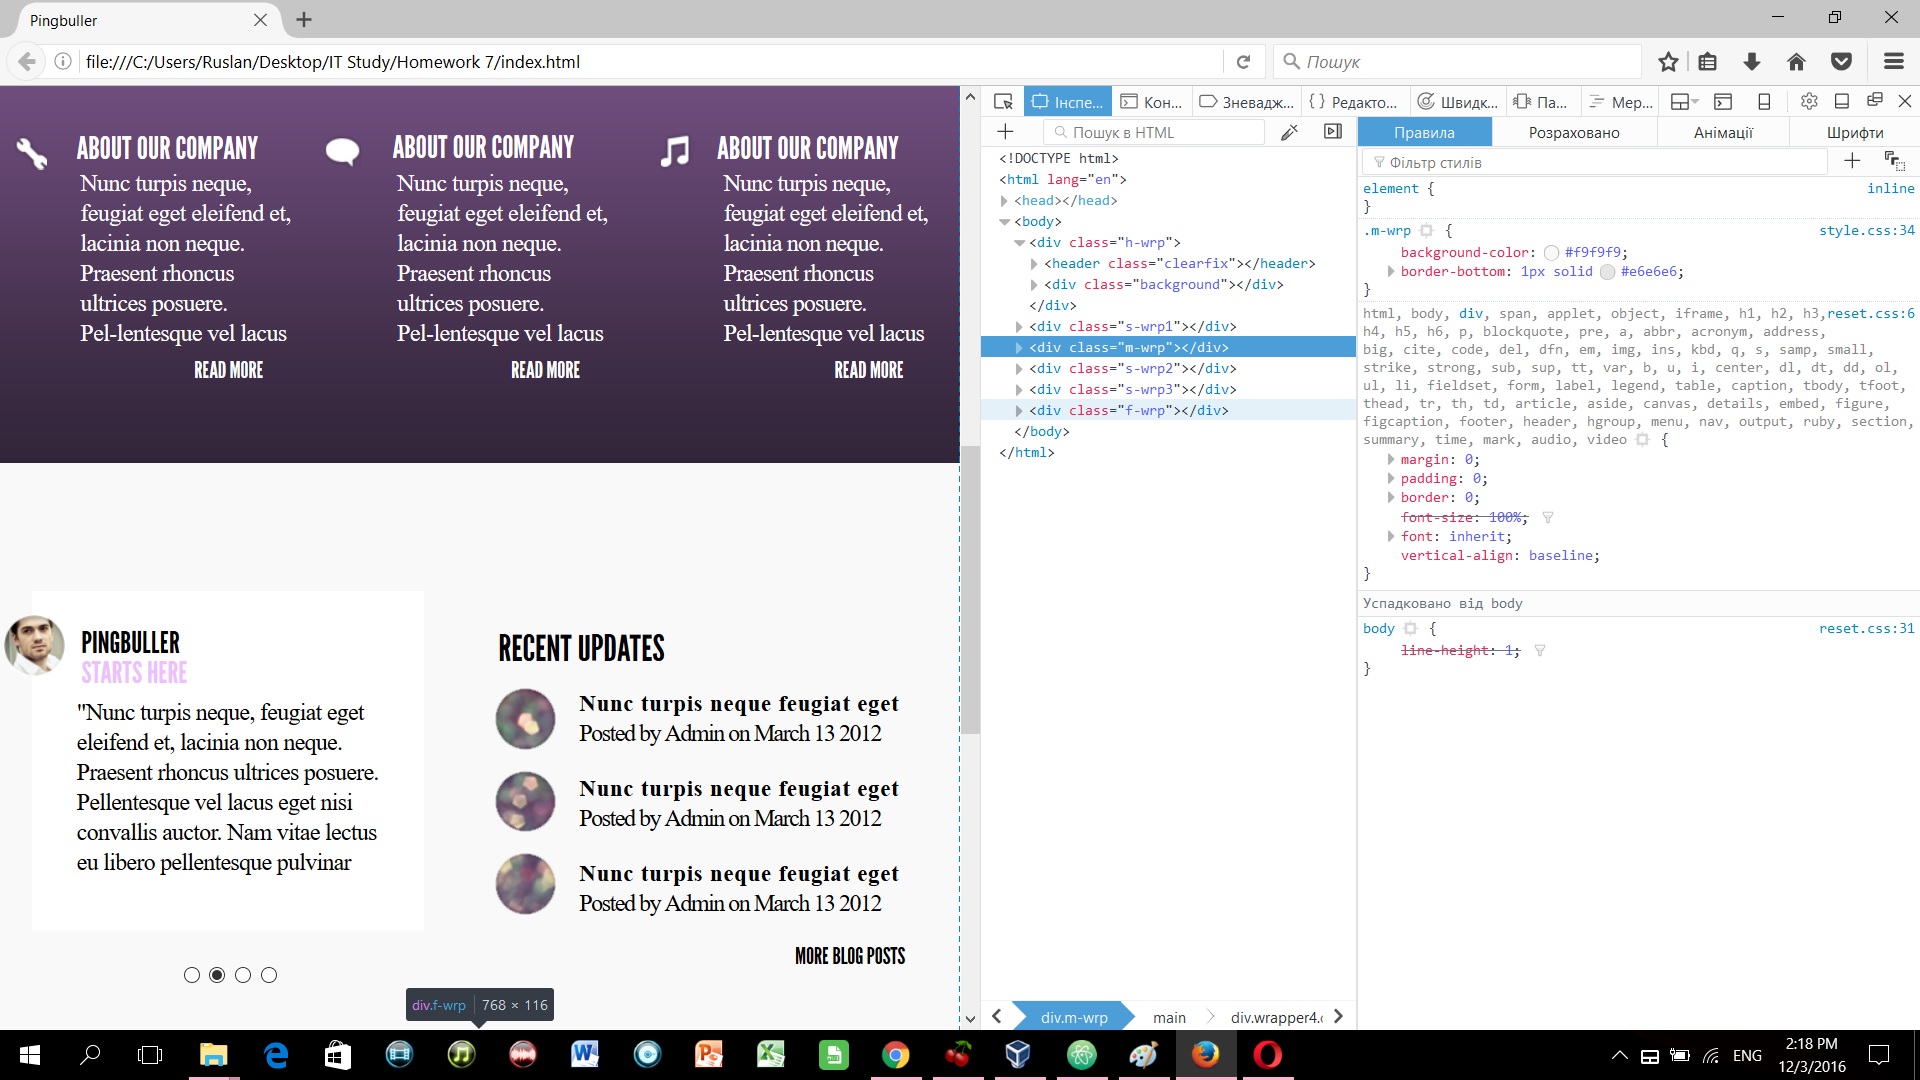 Pingbuller
file:///C:/Users/Ruslan/Desktop/IT Study/Homework 7/index.html
Пошук
ABOUT OUR COMPANY
Nunc turpis neque,
feugiat eget eleifend et,
lacinia non neque.
Praesent rhoncus
ultrices posuere.
Pel-lentesque vel lacus
READ MORE
ABOUT OUR COMPANY
Nunc turpis neque,
feugiat eget eleifend et,
lacinia non neque.
Praesent rhoncus
ultrices posuere.
Pel-lentesque vel lacus
READ MORE
ABOUT OUR COMPANY
Nunc turpis neque,
feugiat eget eleifend et,
lacinia non neque.
Praesent rhoncus
ultrices posuere.
Pel-lentesque vel lacus
READ MORE
PINGBULLER
STARTS HERE
"Nunc turpis neque, feugiat eget
eleifend et, lacinia non neque.
Praesent rhoncus ultrices posuere.
Pellentesque vel lacus eget nisi
convallis auctor. Nam vitae lectus
eu libero pellentesque pulvinar
RECENT UPDATES
Nunc turpis neque feugiat eget
Posted by Admin on March 13 2012
Nunc turpis neque feugiat eget
Posted by Admin on March 13 2012
Nunc turpis neque feugiat eget
Posted by Admin on March 13 2012
MORE BLOG POSTS
div.f-wrp 768 × 116
Інспе... Кон... Зневадж... Редакто... Швидк... Па... Мер...
Пошук в HTML
<!DOCTYPE html>
<html lang="en">
<head></head>
<body>
<div class="h-wrp">
<header class="clearfix"></header>
<div class="background"></div>
</div>
<div class="s-wrp1"></div>
<div class="m-wrp"></div>
<div class="s-wrp2"></div>
<div class="s-wrp3"></div>
<div class="f-wrp"></div>
</body>
</html>
div.m-wrp main div.wrapper4.c
Правила Розраховано Анімації Шрифти
Фільтр стилів
element { inline
}
.m-wrp { style.css:34
background-color: #f9f9f9;
border-bottom: 1px solid #e6e6e6;
}
html, body, div, span, applet, object, iframe, h1, h2, h3, reset.css:6
h4, h5, h6, p, blockquote, pre, a, abbr, acronym, address,
big, cite, code, del, dfn, em, img, ins, kbd, q, s, samp, small,
strike, strong, sub, sup, tt, var, b, u, i, center, dl, dt, dd, ol,
ul, li, fieldset, form, label, legend, table, caption, tbody, tfoot,
thead, tr, th, td, article, aside, canvas, details, embed, figure,
figcaption, footer, header, hgroup, menu, nav, output, ruby, section,
summary, time, mark, audio, video {
margin: 0;
padding: 0;
border: 0;
font-size: 100%;
font: inherit;
vertical-align: baseline;
}
Успадковано від body
body { reset.css:31
line-height: 1;
}
ENG
2:18 PM
12/3/2016